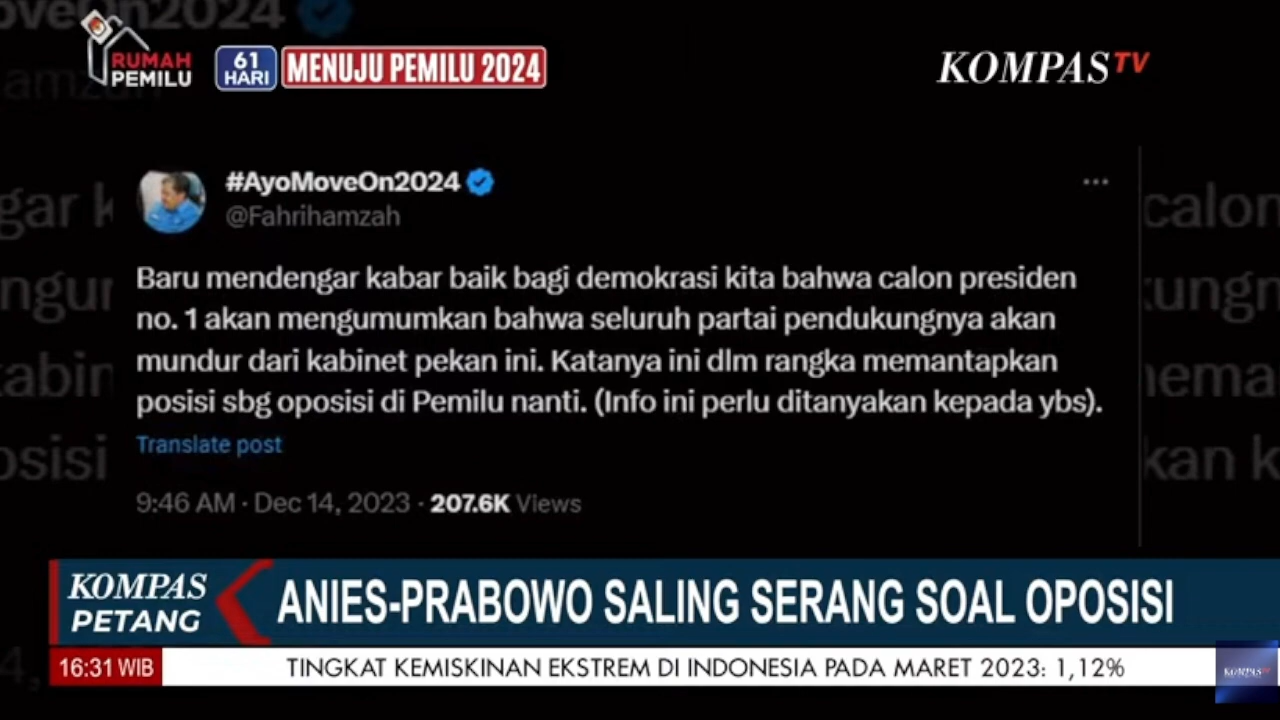 RUMAH
PEMILU
61
HARI
MENUJU PEMILU 2024
KOMPASTV
#AyoMoveOn2024
@Fahrihamzah
Baru mendengar kabar baik bagi demokrasi kita bahwa calon presiden
no. 1 akan mengumumkan bahwa seluruh partai pendukungnya akan
mundur dari kabinet pekan ini. Katanya ini dlm rangka memantapkan
posisi sbg oposisi di Pemilu nanti. (Info ini perlu ditanyakan kepada ybs).
Translate post
9:46 AM · Dec 14, 2023 · 207.6K Views
KOMPAS
PETANG
ANIES-PRABOWO SALING SERANG SOAL OPOSISI
16:31 WIB
TINGKAT KEMISKINAN EKSTREM DI INDONESIA PADA MARET 2023: 1,12%
KOMPASTV